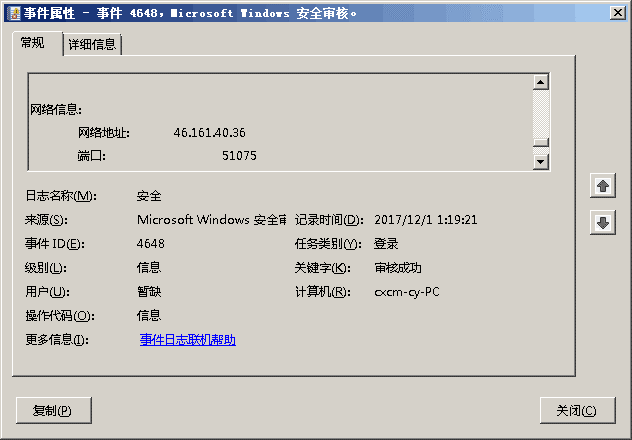 事件属性 - 事件 4648，Microsoft Windows 安全审核。
常规 详细信息
网络信息:
网络地址: 46.161.40.36
端口: 51075
日志名称(M): 安全
来源(S): Microsoft Windows 安全审 记录时间(D): 2017/12/1 1:19:21
事件 ID(E): 4648 任务类别(Y): 登录
级别(L): 信息 关键字(K): 审核成功
用户(U): 暂缺 计算机(R): cxcm-cy-PC
操作代码(O): 信息
更多信息(I): 事件日志联机帮助
复制(P) 关闭(C)